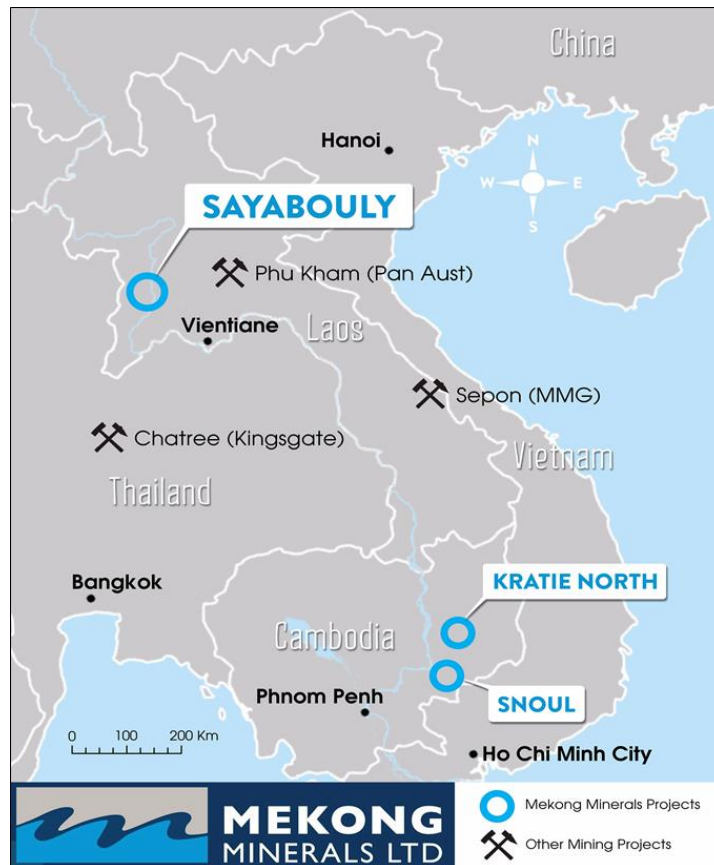 China
Hanoi
N
W E
S
SAYABOULY
Phu Kham (Pan Aust)
Vientiane
Laos
Sepon (MMG)
Chatree (Kingsgate)
Vietnam
Thailand
Bangkok
KRATIE NORTH
Cambodia
SNOUL
Phnom Penh
0 100 200 Km
Ho Chi Minh City
MEKONG
MINERALS LTD
Mekong Minerals Projects
Other Mining Projects